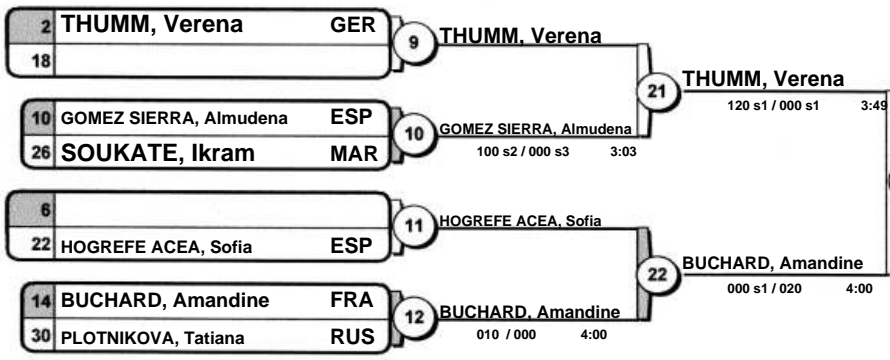 2 THUMM, Verena GER
18
9 THUMM, Verena
10 GOMEZ SIERRA, Almudena ESP
26 SOUKATE, Ikram MAR
10 GOMEZ SIERRA, Almudena
100 s2 / 000 s3 3:03
21 THUMM, Verena
120 s1 / 000 s1 3:49
6
22 HOGREFE ACEA, Sofia ESP
11 HOGREFE ACEA, Sofia
14 BUCHARD, Amandine FRA
30 PLOTNIKOVA, Tatiana RUS
12 BUCHARD, Amandine
010 / 000 4:00
22 BUCHARD, Amandine
000 s1 / 020 4:00